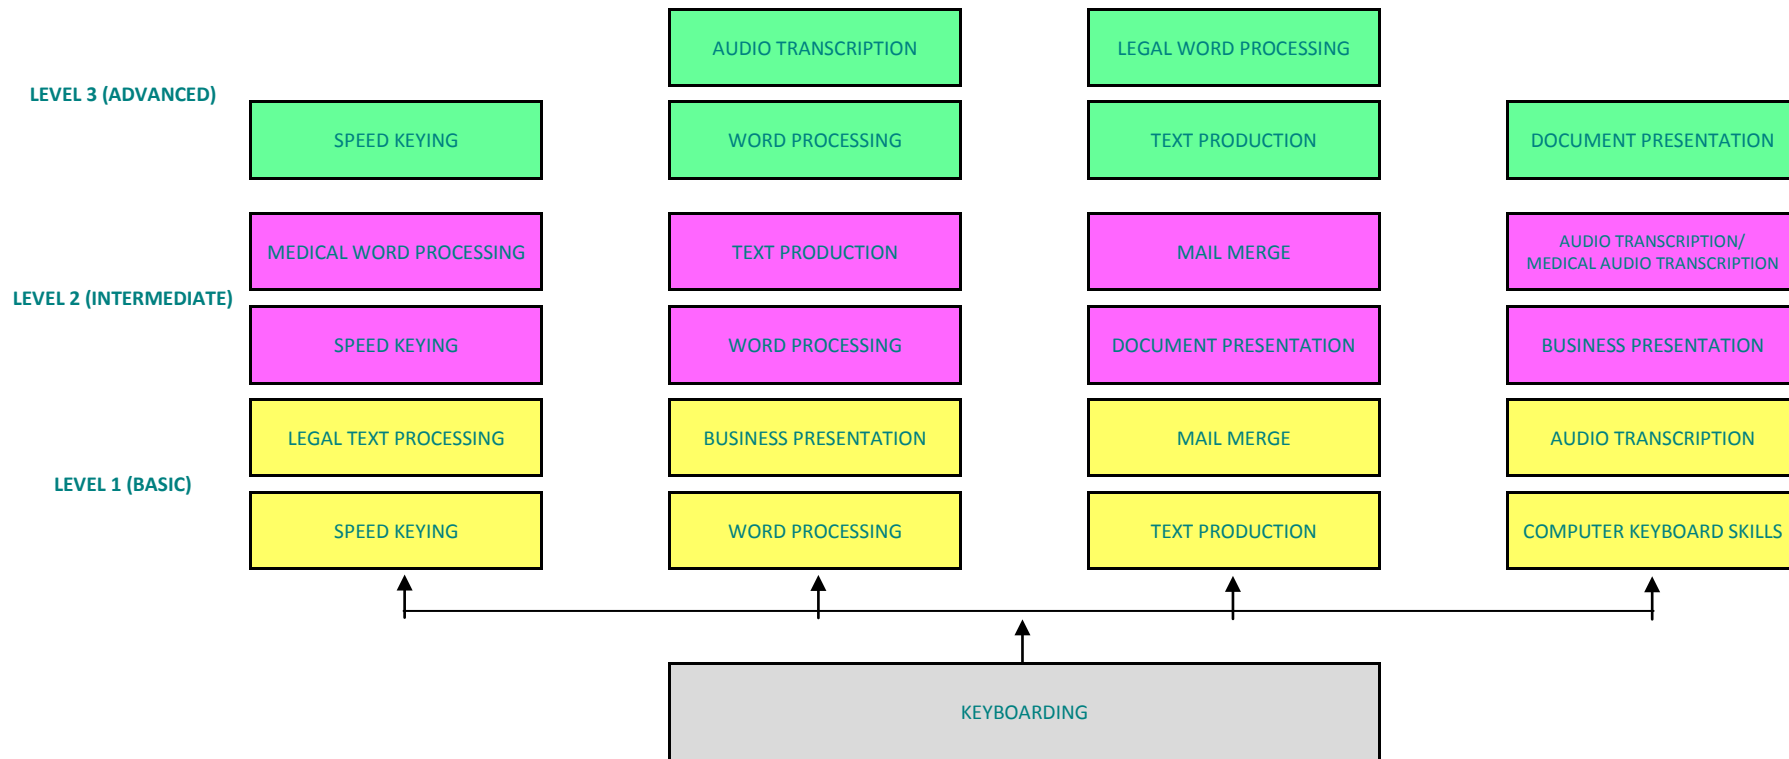 AUDIO TRANSCRIPTION
LEGAL WORD PROCESSING
LEVEL 3 (ADVANCED)
SPEED KEYING
WORD PROCESSING
TEXT PRODUCTION
DOCUMENT PRESENTATION
MEDICAL WORD PROCESSING
TEXT PRODUCTION
MAIL MERGE
AUDIO TRANSCRIPTION/
MEDICAL AUDIO TRANSCRIPTION
LEVEL 2 (INTERMEDIATE)
SPEED KEYING
WORD PROCESSING
DOCUMENT PRESENTATION
BUSINESS PRESENTATION
LEGAL TEXT PROCESSING
BUSINESS PRESENTATION
MAIL MERGE
AUDIO TRANSCRIPTION
LEVEL 1 (BASIC)
SPEED KEYING
WORD PROCESSING
TEXT PRODUCTION
COMPUTER KEYBOARD SKILLS
KEYBOARDING